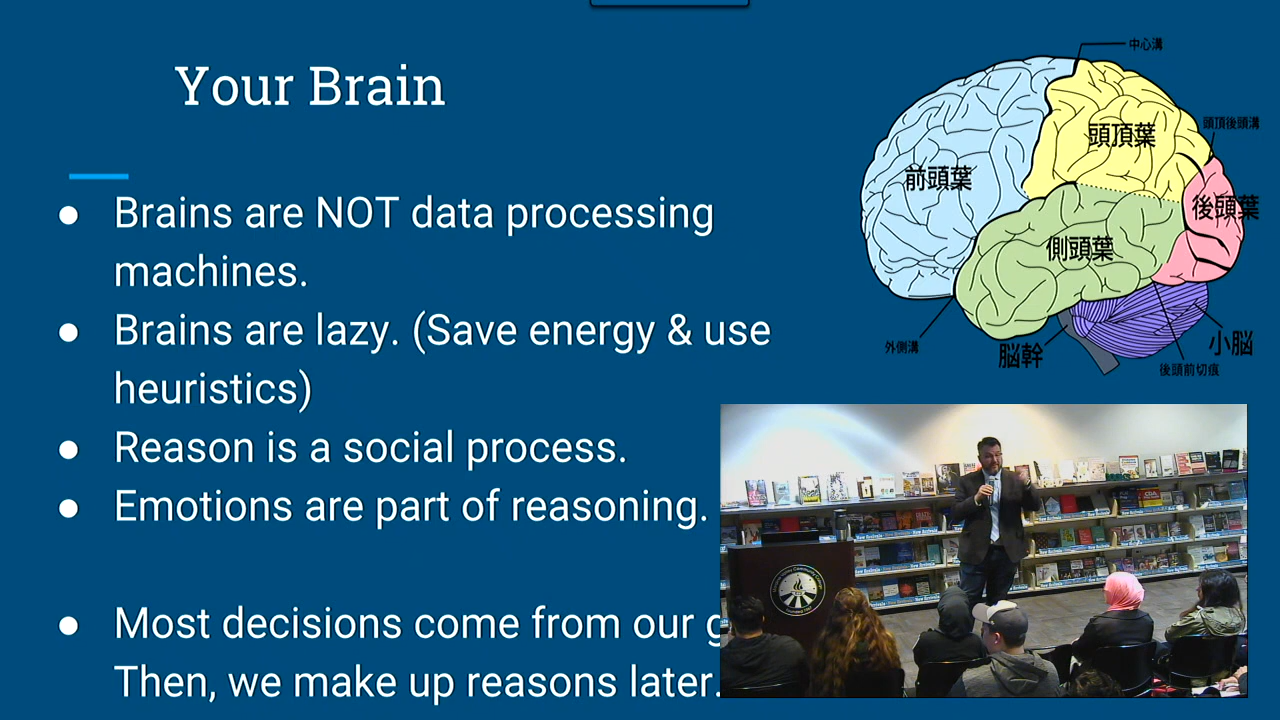 Your Brain
● Brains are NOT data processing
machines.
● Brains are lazy. (Save energy & use
heuristics)
● Reason is a social process.
● Emotions are part of reasoning.
● Most decisions come from our
Then, we make up reasons later.
中心溝
頭頂後頭溝
頭頂葉
前頭葉
後頭葉
側頭葉
外側溝
脳幹
小脳
後頭前切痕